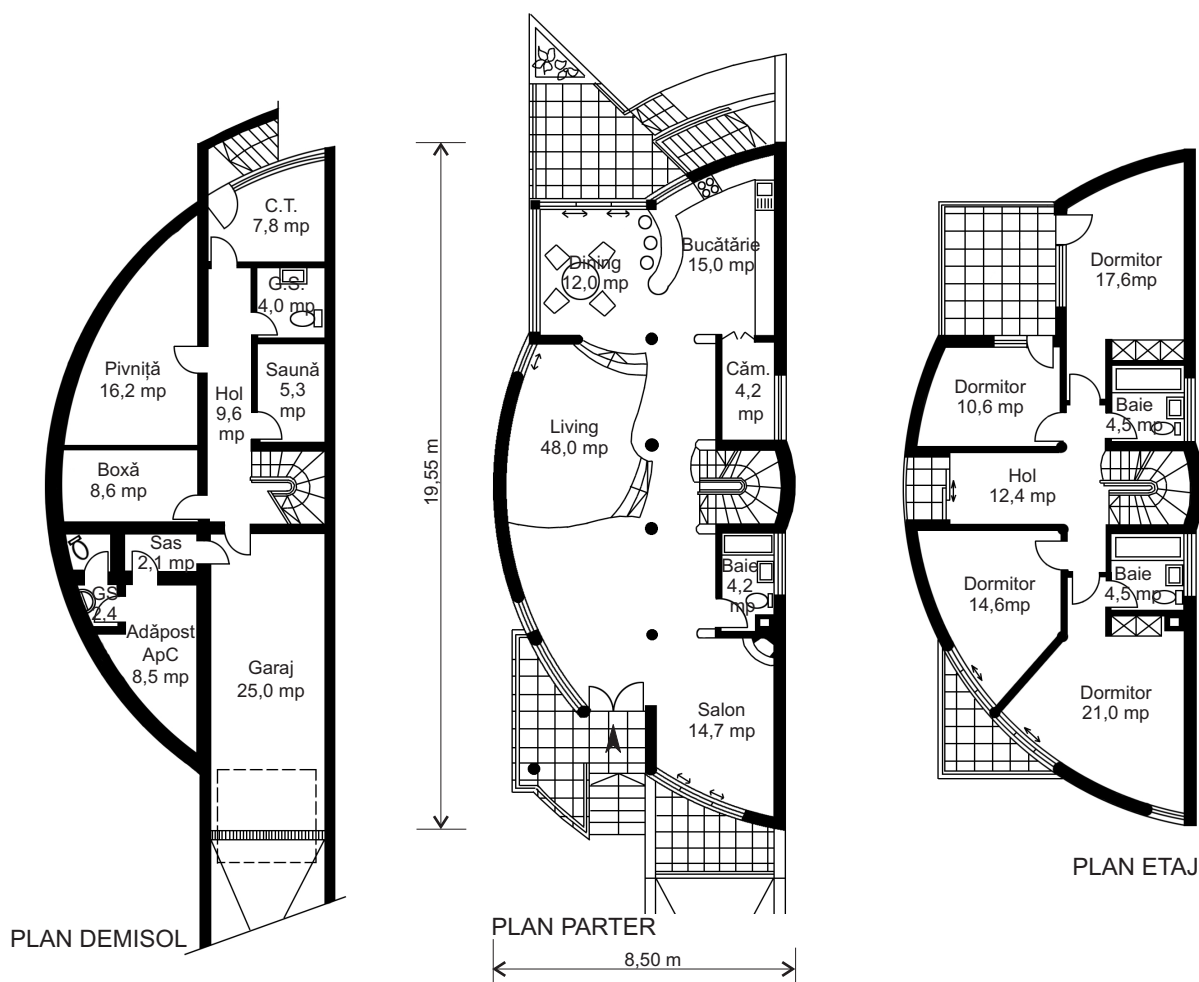 C.T.
7,8 mp
G.S.
4,0 mp
Pivniță
16,2 mp
Hol
9,6
mp
Saună
5,3
mp
Boxă
8,6 mp
Sas
2,1 mp
GS
2,4
Adăpost
ApC
8,5 mp
Garaj
25,0 mp
PLAN DEMISOL
19,55 m
Dining
12,0 mp
Bucătărie
15,0 mp
Căm.
4,2
mp
Living
48,0 mp
Baie
4,2
mp
Salon
14,7 mp
PLAN PARTER
8,50 m
Dormitor
17,6mp
Dormitor
10,6 mp
Baie
4,5 mp
Hol
12,4 mp
Dormitor
14,6mp
Baie
4,5 mp
Dormitor
21,0 mp
PLAN ETAJ